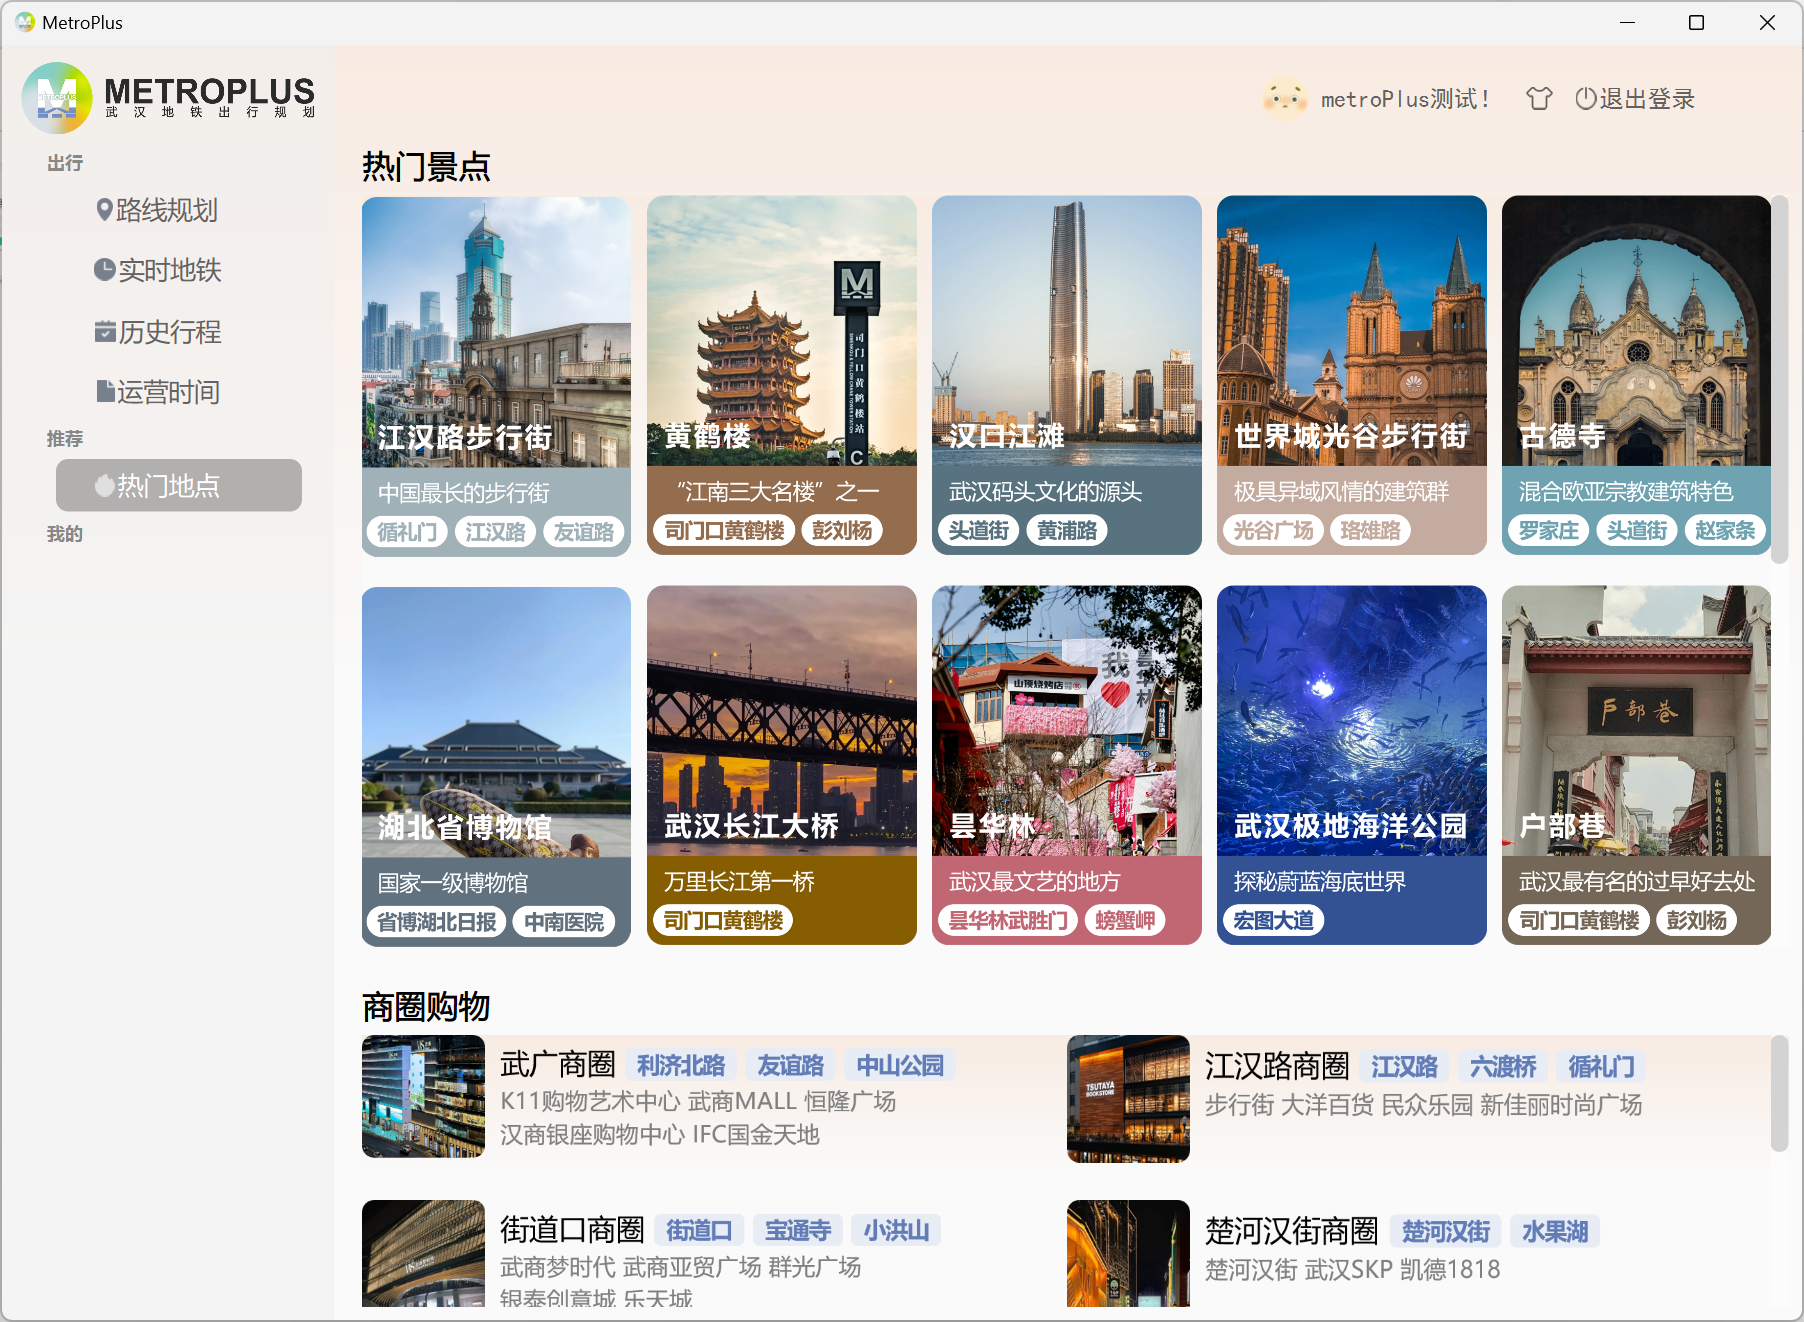 MetroPlus
METROPLUS
武汉地铁出行规划
metroPlus测试！
退出登录
出行
路线规划
实时地铁
历史行程
运营时间
推荐
热门地点
我的
热门景点
江汉路步行街
中国最长的步行街
循礼门 江汉路 友谊路
M
司门口黄鹤楼站
C
黄鹤楼
“江南三大名楼”之一
司门口黄鹤楼 彭刘杨
汉口江滩
武汉码头文化的源头
头道街 黄浦路
世界城光谷步行街
极具异域风情的建筑群
光谷广场 珞雄路
古德寺
混合欧亚宗教建筑特色
罗家庄 头道街 赵家条
湖北省博物馆
国家一级博物馆
省博湖北日报 中南医院
武汉长江大桥
万里长江第一桥
司门口黄鹤楼
山顶烧烤店
我
昙华林
昙华林
武汉最文艺的地方
昙华林武胜门 螃蟹岬
武汉极地海洋公园
探秘蔚蓝海底世界
宏图大道
户部巷
户部巷
武汉最有名的过早好去处
司门口黄鹤楼 彭刘杨
商圈购物
武广商圈 利济北路 友谊路 中山公园
K11购物艺术中心 武商MALL 恒隆广场
汉商银座购物中心 IFC国金天地
TSUTAYA
BOOKSTORE
江汉路商圈 江汉路 六渡桥 循礼门
步行街 大洋百货 民众乐园 新佳丽时尚广场
街道口商圈 街道口 宝通寺 小洪山
武商梦时代 武商亚贸广场 群光广场
银泰创意城 乐天城
楚河汉街商圈 楚河汉街 水果湖
楚河汉街 武汉SKP 凯德1818